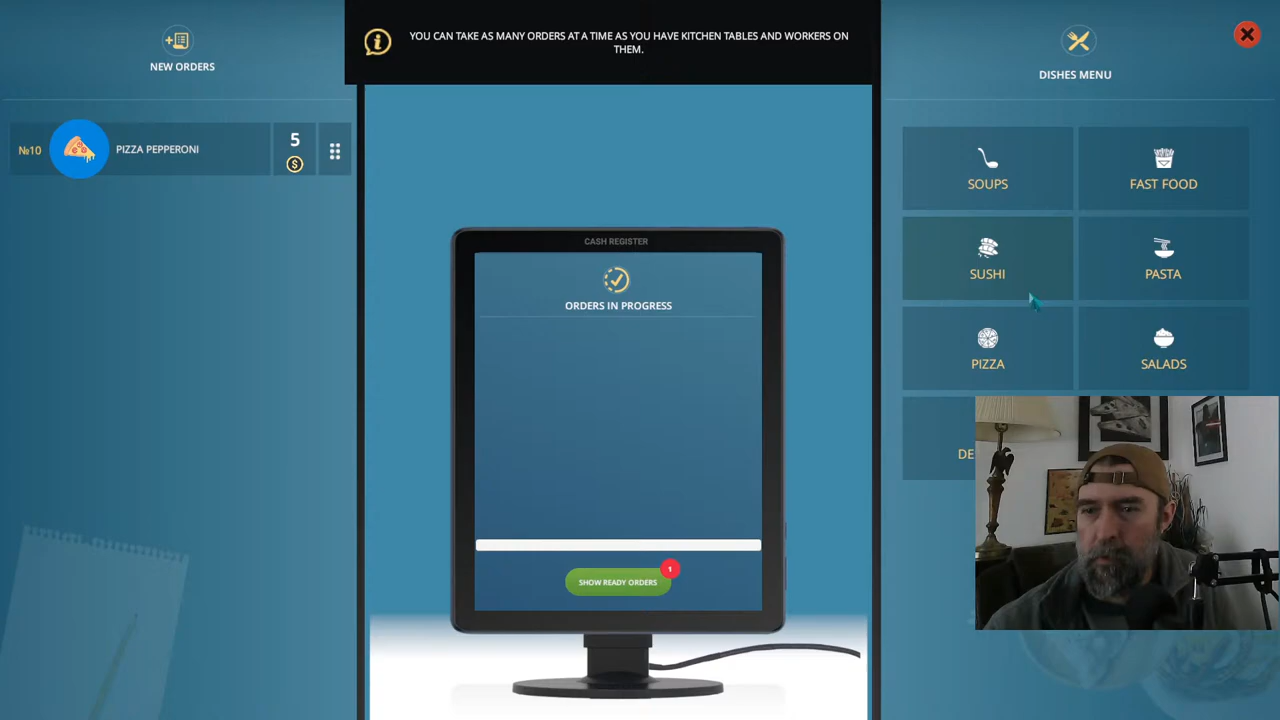 NEW ORDERS
№10 PIZZA PEPPERONI 5
$
i
YOU CAN TAKE AS MANY ORDERS AT A TIME AS YOU HAVE KITCHEN TABLES AND WORKERS ON
THEM.
CASH REGISTER
ORDERS IN PROGRESS
SHOW READY ORDERS
1
DISHES MENU
SOUPS
FAST FOOD
SUSHI
PASTA
PIZZA
SALADS
DE